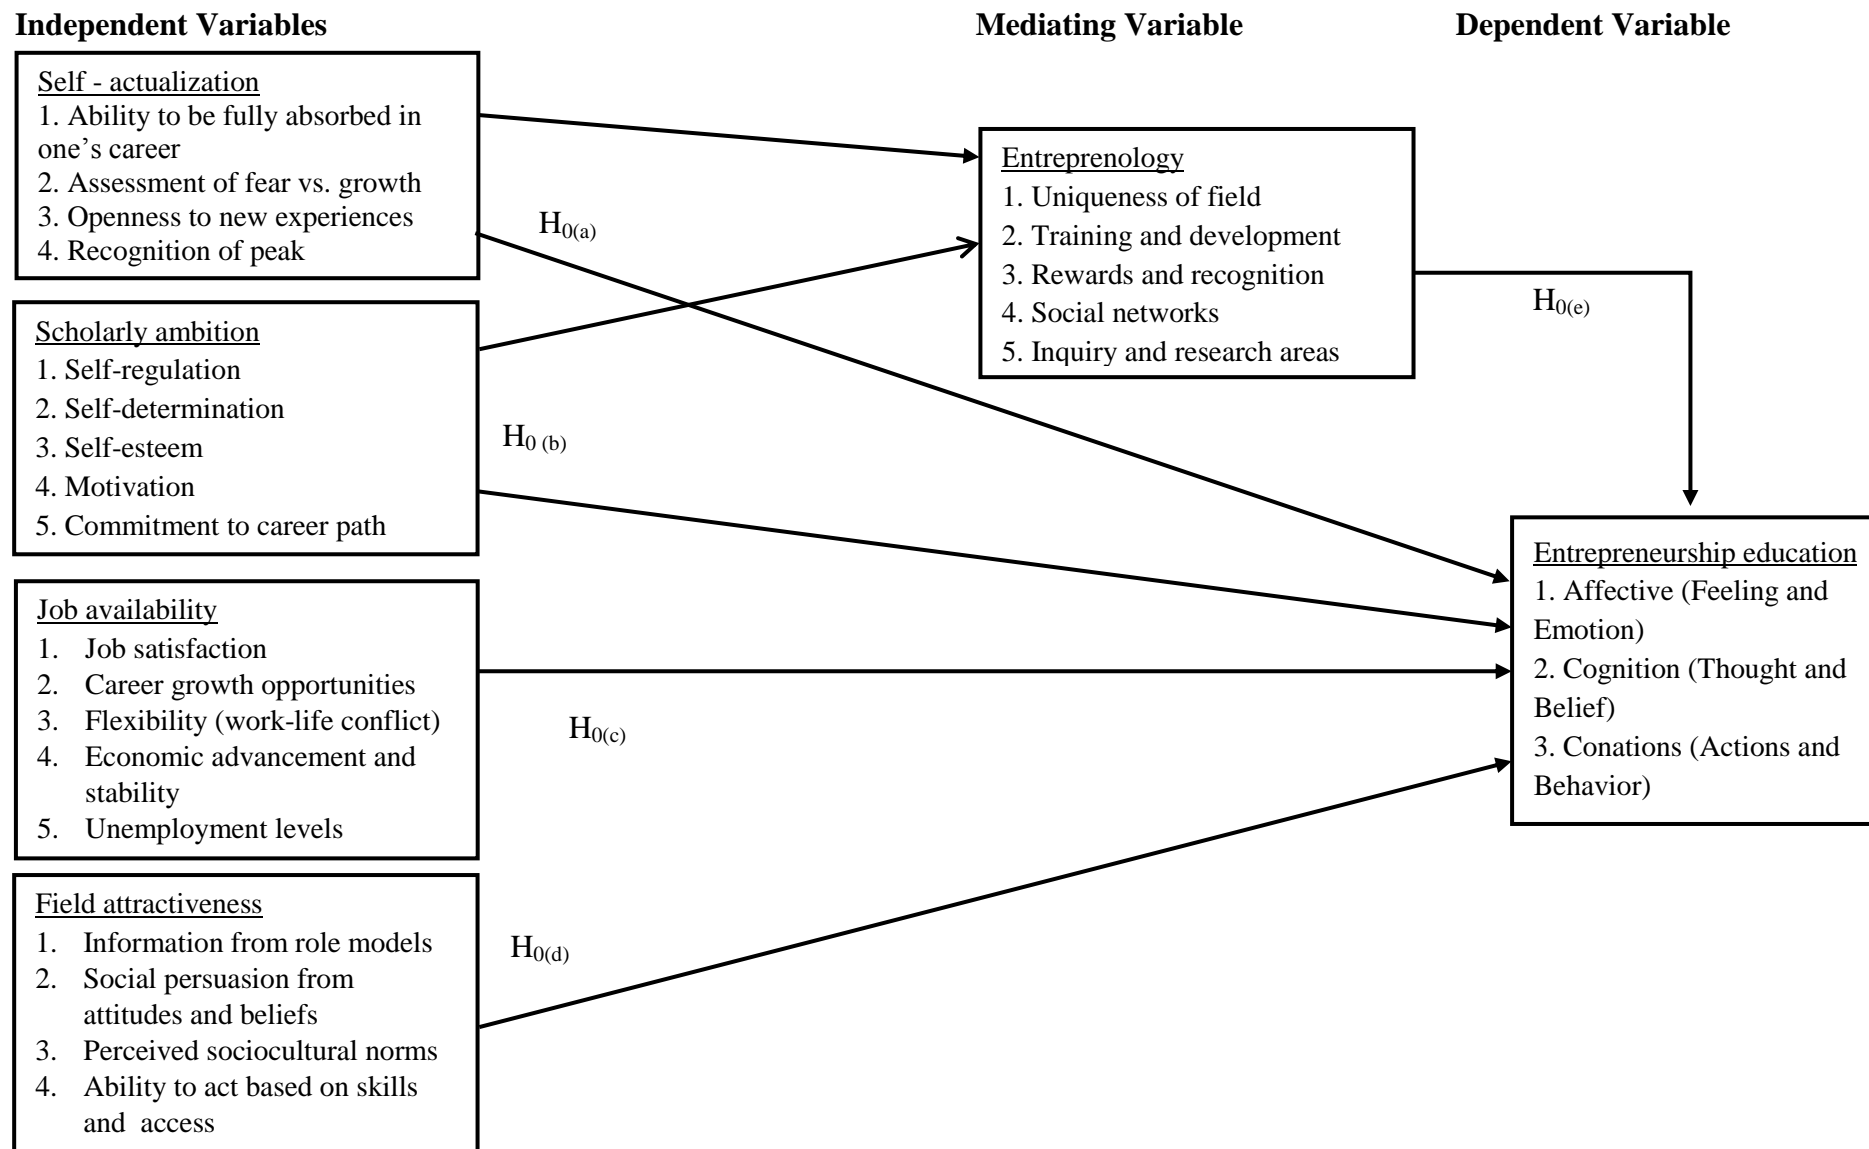 Independent Variables
Mediating Variable
Dependent Variable
Self - actualization
1. Ability to be fully absorbed in
one’s career
2. Assessment of fear vs. growth
3. Openness to new experiences
4. Recognition of peak
Scholarly ambition
1. Self-regulation
2. Self-determination
3. Self-esteem
4. Motivation
5. Commitment to career path
Job availability
1. Job satisfaction
2. Career growth opportunities
3. Flexibility (work-life conflict)
4. Economic advancement and
stability
5. Unemployment levels
Field attractiveness
1. Information from role models
2. Social persuasion from
attitudes and beliefs
3. Perceived sociocultural norms
4. Ability to act based on skills
and access
H0(a)
H0 (b)
H0(c)
H0(d)
Entreprenology
1. Uniqueness of field
2. Training and development
3. Rewards and recognition
4. Social networks
5. Inquiry and research areas
H0(e)
Entrepreneurship education
1. Affective (Feeling and
Emotion)
2. Cognition (Thought and
Belief)
3. Conations (Actions and
Behavior)